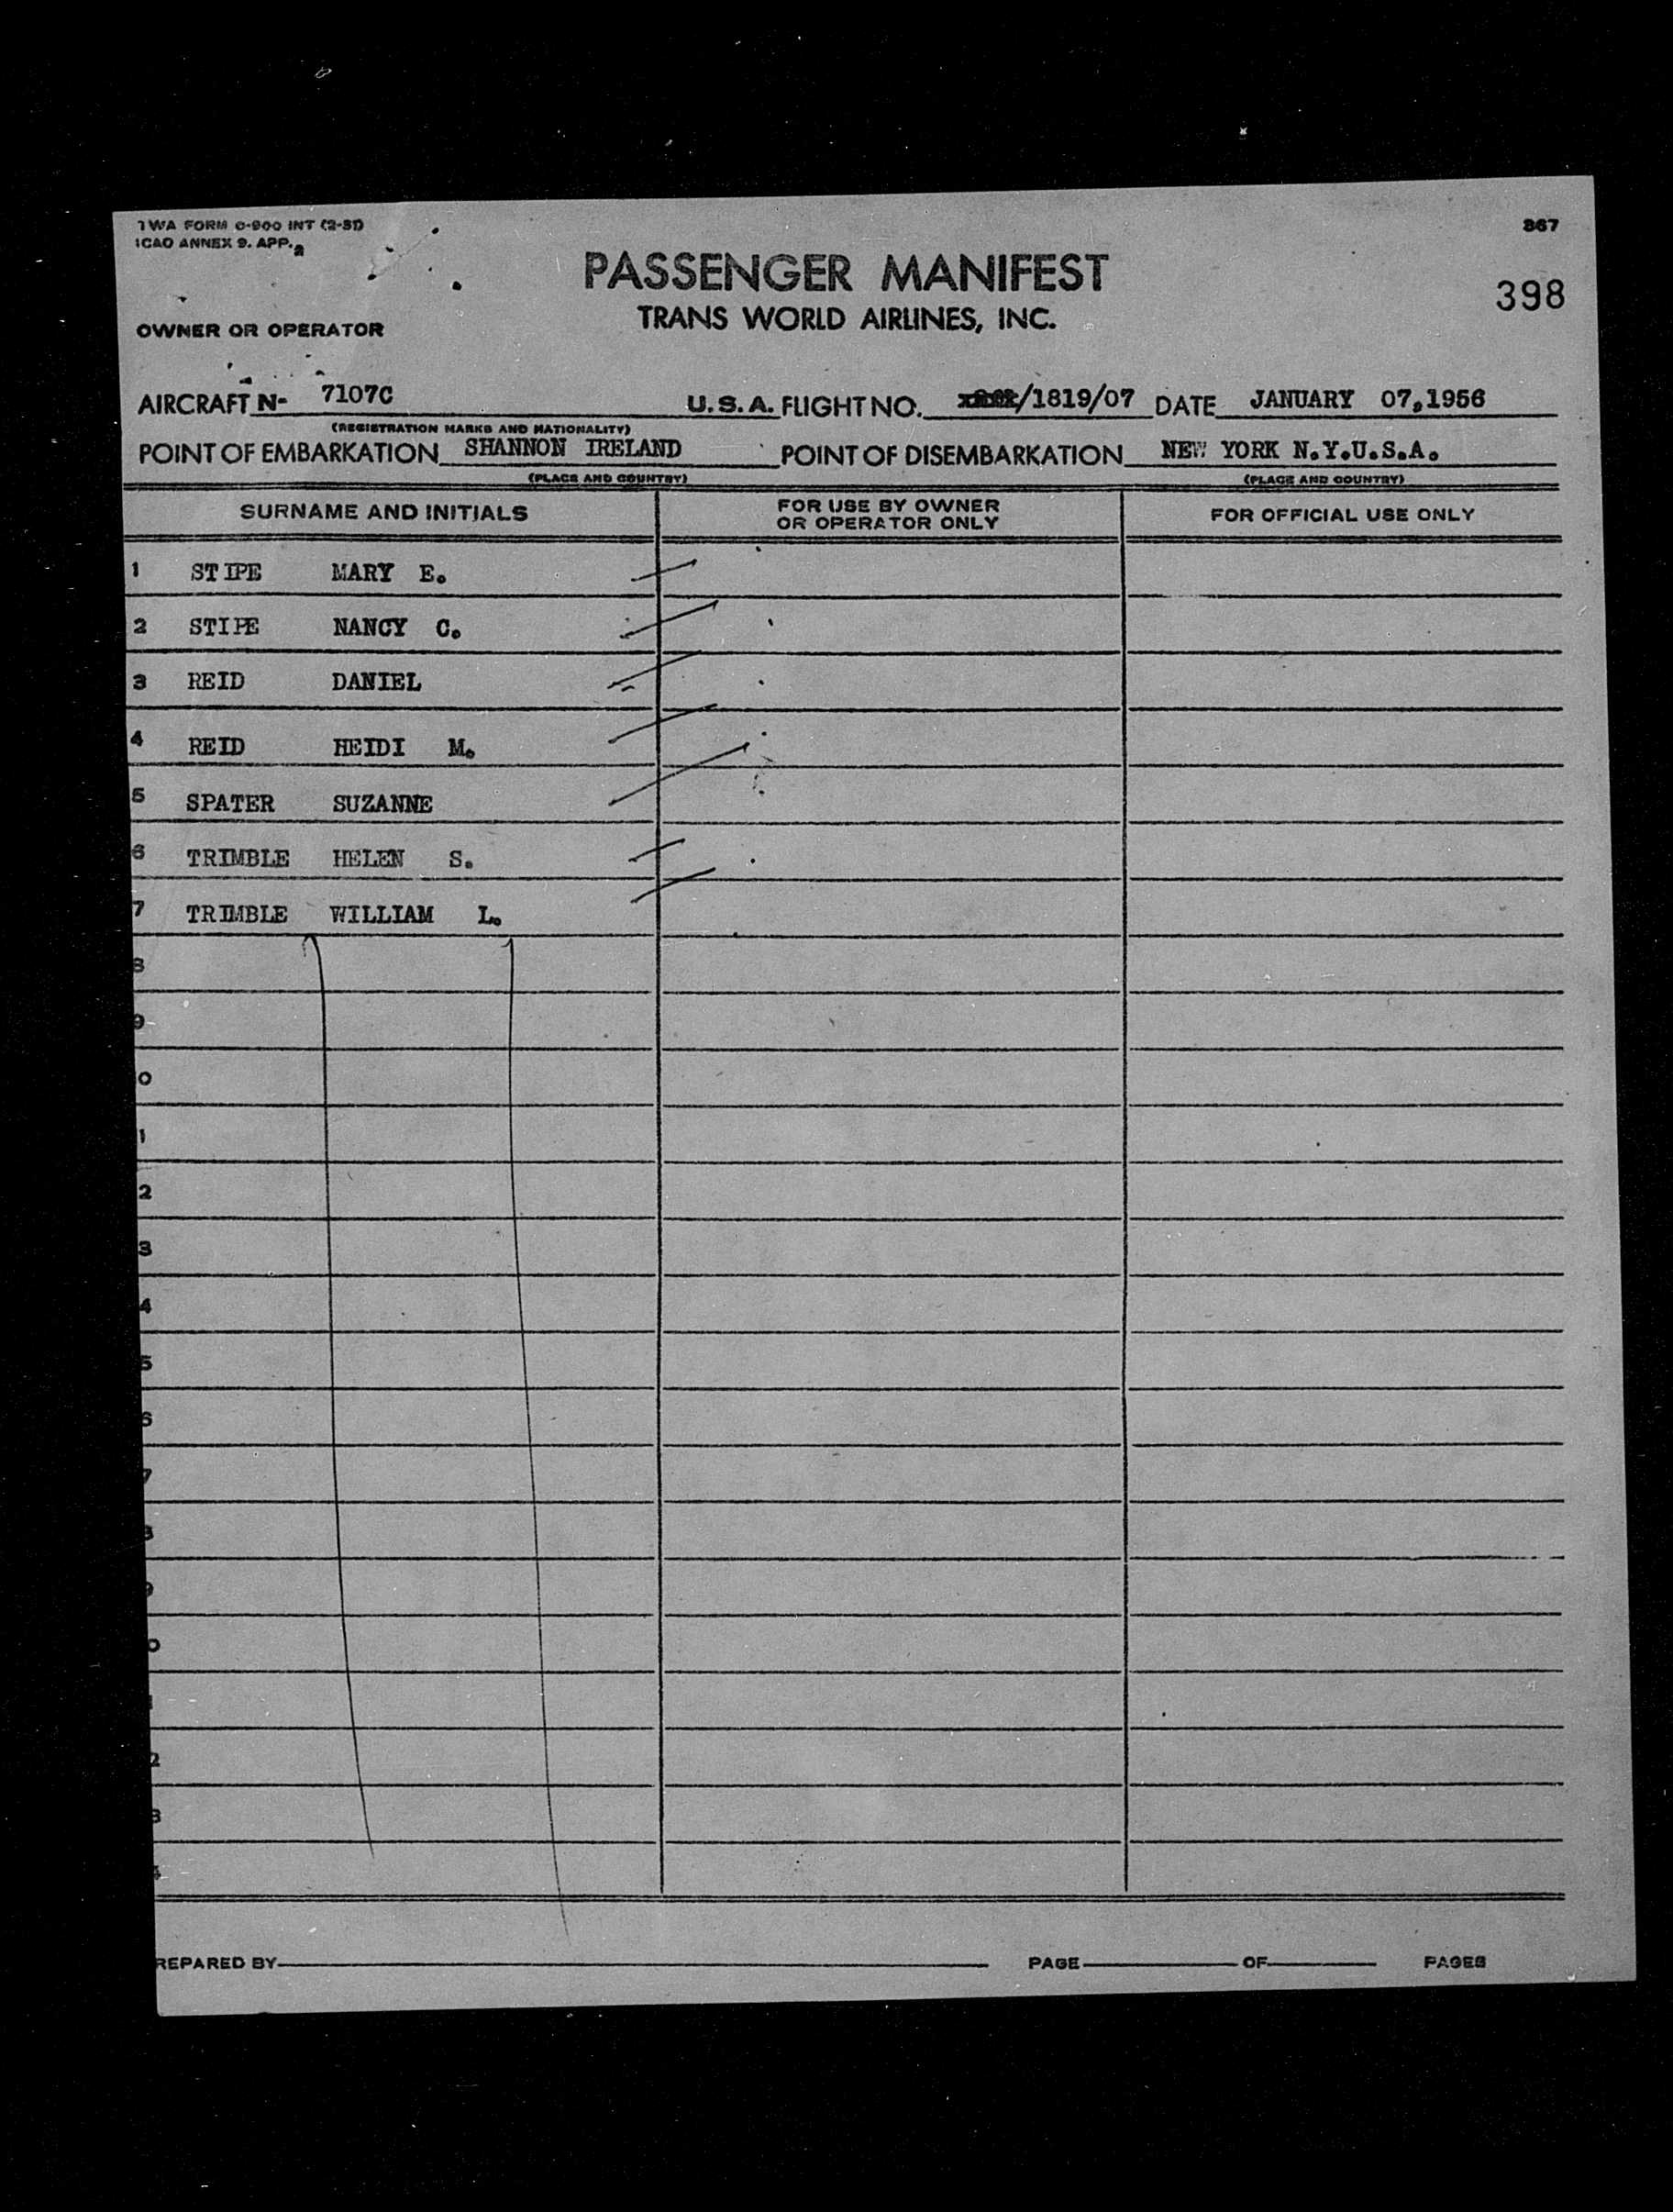 TWA FORM O-900 INT (2-51)
ICAO ANNEX 9. APP. 2
867
PASSENGER MANIFEST
398
TRANS WORLD AIRLINES, INC.
OWNER OR OPERATOR
AIRCRAFT N- 7107C U.S.A. FLIGHT NO. /1819/07 DATE JANUARY 07,1956
(REGISTRATION MARKS AND NATIONALITY)
POINT OF EMBARKATION SHANNON IRELAND POINT OF DISEMBARKATION NEW YORK N.Y.U.S.A.
(PLACE AND COUNTRY) (PLACE AND COUNTRY)
SURNAME AND INITIALS FOR USE BY OWNER OR OPERATOR ONLY FOR OFFICIAL USE ONLY
1 STIPE MARY E.
2 STIPE NANCY C.
3 REID DANIEL
4 REID HEIDI M.
5 SPATER SUZANNE
6 TRIMBLE HELEN S.
7 TRIMBLE WILLIAM L.
8
9
0
1
2
3
4
5
6
7
8
9
0
1
2
3
4
REPARED BY PAGE OF PAGES